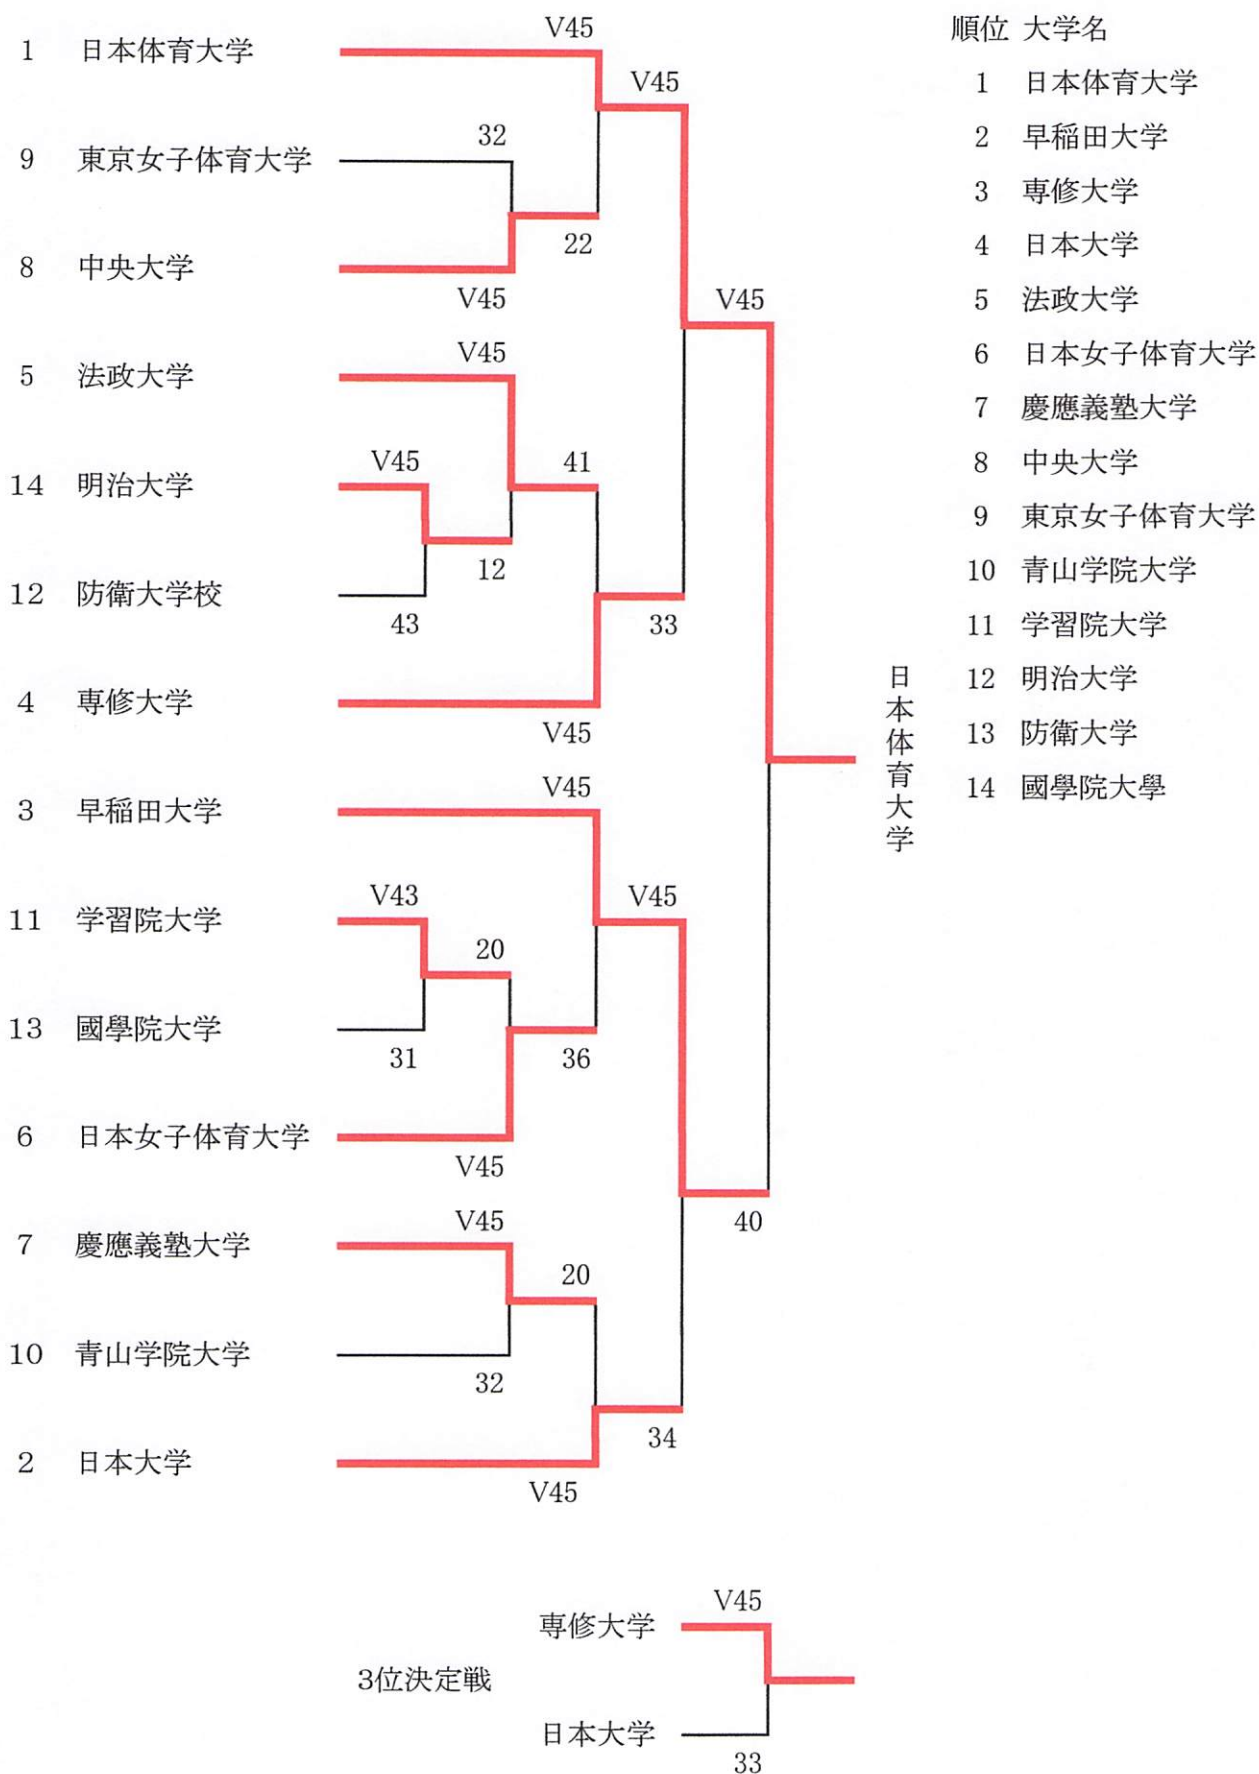 V45
1 日本体育大学
V45
32
9 東京女子体育大学
22
8 中央大学
V45
V45
V45
5 法政大学
V45
41
14 明治大学
12
12 防衛大学校
43
33
4 専修大学
V45
V45
3 早稲田大学
V43
V45
11 学習院大学
20
13 國學院大学
31
36
6 日本女子体育大学
V45
V45
40
7 慶應義塾大学
20
10 青山学院大学
32
34
2 日本大学
V45
日本体育大学
順位 大学名
1 日本体育大学
2 早稲田大学
3 専修大学
4 日本大学
5 法政大学
6 日本女子体育大学
7 慶應義塾大学
8 中央大学
9 東京女子体育大学
10 青山学院大学
11 学習院大学
12 明治大学
13 防衛大学
14 國學院大學
V45
専修大学
3位決定戦
日本大学
33